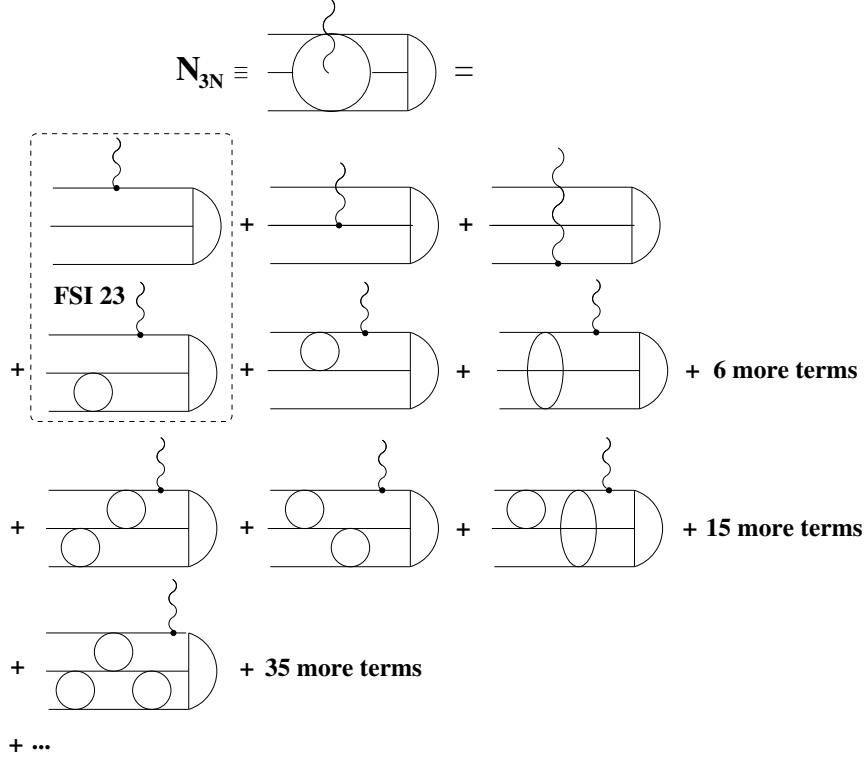 N3N ≡ =
+ +
FSI 23
+ + + + 6 more terms
+ + + + 15 more terms
+ + 35 more terms
+ ...